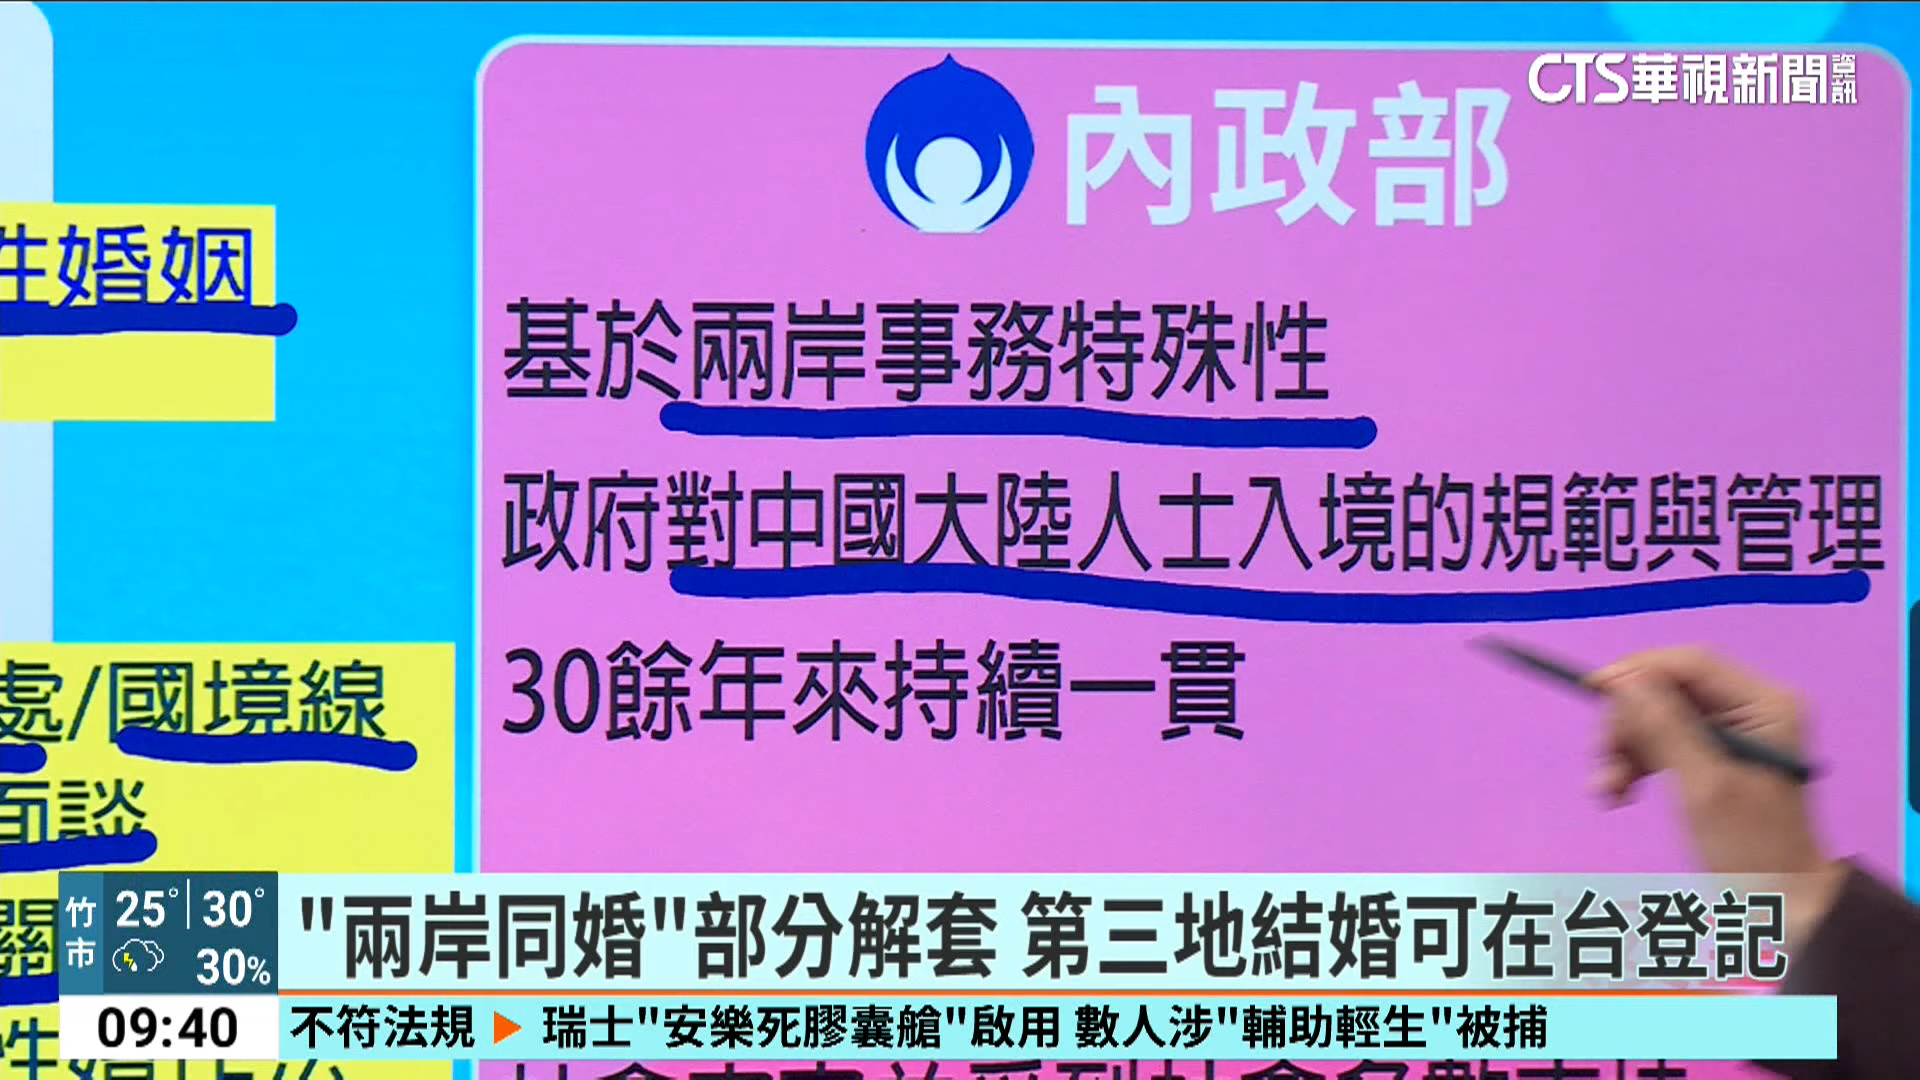 CTS華視新聞資訊
內政部
性婚姻
基於兩岸事務特殊性
政府對中國大陸人士入境的規範與管理
處/國境線
30餘年來持續一貫
面談
關
竹市 25° 30° 30%
"兩岸同婚"部分解套 第三地結婚可在台登記
09:40
不符法規 ▶ 瑞士"安樂死膠囊艙"啟用 數人涉"輔助輕生"被捕